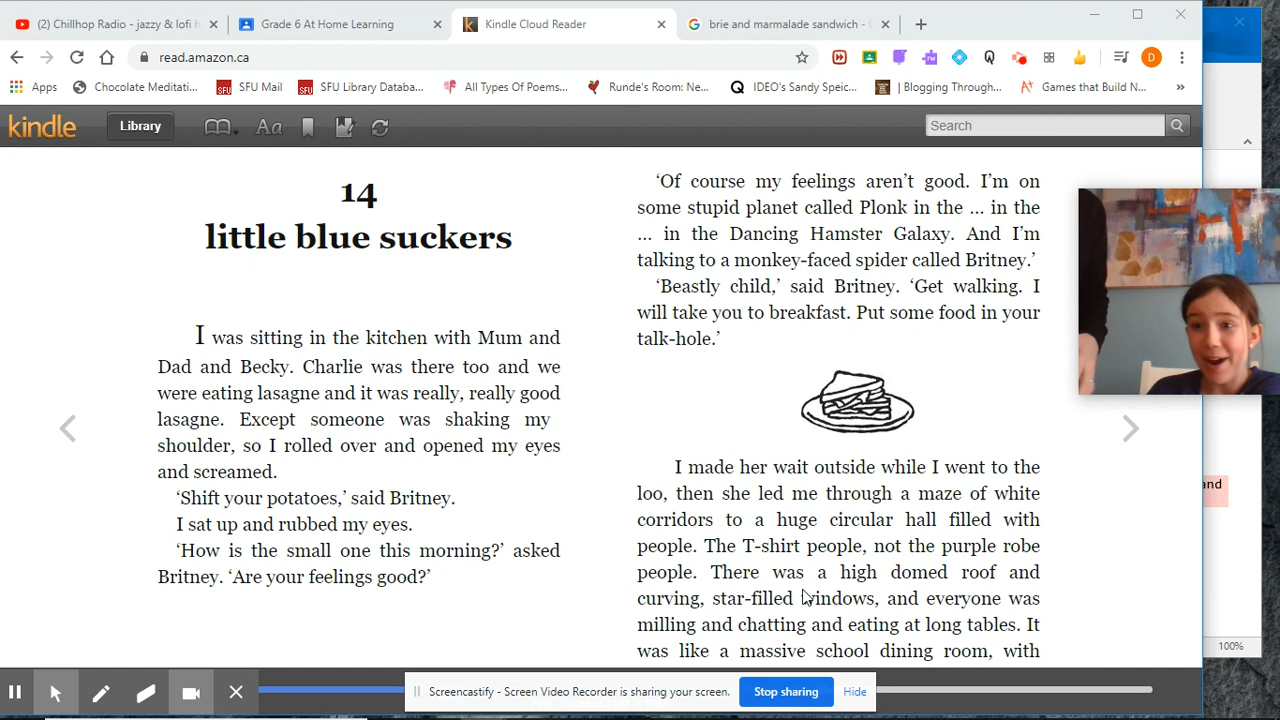 (2) Chillhop Radio - jazzy & lofi h
Grade 6 At Home Learning
Kindle Cloud Reader
brie and marmalade sandwich -
read.amazon.ca
D
Apps
Chocolate Meditati...
SFU Mail
SFU Library Databa...
All Types Of Poems...
Runde's Room: Ne...
IDEO's Sandy Speic...
| Blogging Through...
Games that Build N...
»
kindle
Library
Aa
Search
14
little blue suckers
I was sitting in the kitchen with Mum and
Dad and Becky. Charlie was there too and we
were eating lasagne and it was really, really good
lasagne. Except someone was shaking my
shoulder, so I rolled over and opened my eyes
and screamed.
‘Shift your potatoes,’ said Britney.
I sat up and rubbed my eyes.
‘How is the small one this morning?’ asked
Britney. ‘Are your feelings good?’
‘Of course my feelings aren’t good. I’m on
some stupid planet called Plonk in the ... in the
... in the Dancing Hamster Galaxy. And I’m
talking to a monkey-faced spider called Britney.’
‘Beastly child,’ said Britney. ‘Get walking. I
will take you to breakfast. Put some food in your
talk-hole.’
I made her wait outside while I went to the
loo, then she led me through a maze of white
corridors to a huge circular hall filled with
people. The T-shirt people, not the purple robe
people. There was a high domed roof and
curving, star-filled windows, and everyone was
milling and chatting and eating at long tables. It
was like a massive school dining room, with
and
100%
Screencastify - Screen Video Recorder is sharing your screen.
Stop sharing
Hide